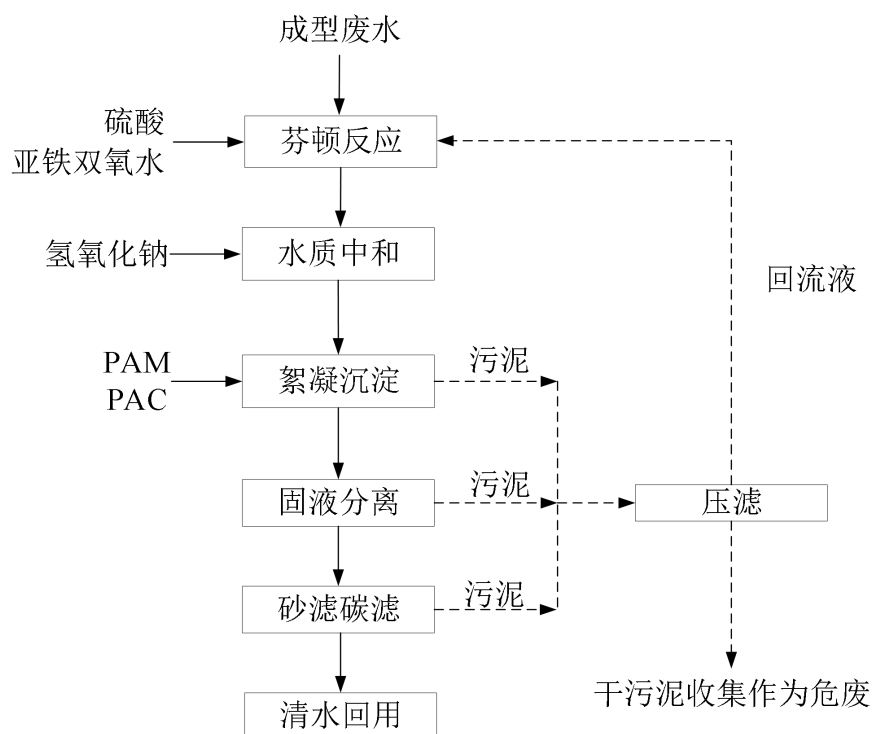 成型废水
硫酸
亚铁双氧水
芬顿反应
氢氧化钠
水质中和
回流液
PAM
PAC
絮凝沉淀
污泥
固液分离
污泥
压滤
砂滤碳滤
污泥
清水回用
干污泥收集作为危废